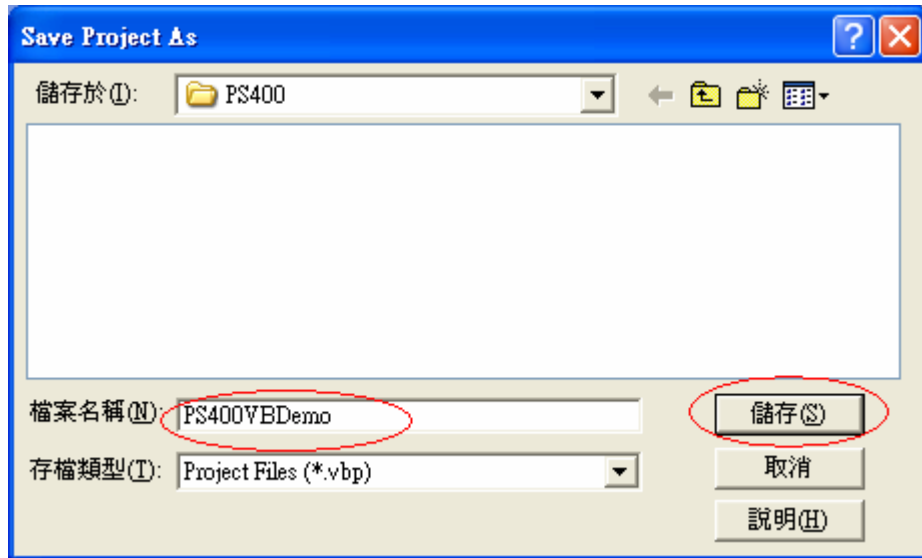 Save Project As
儲存於(I): PS400
檔案名稱(N): PS400VBDemo 儲存(S)
存檔類型(T): Project Files (*.vbp) 取消
說明(H)